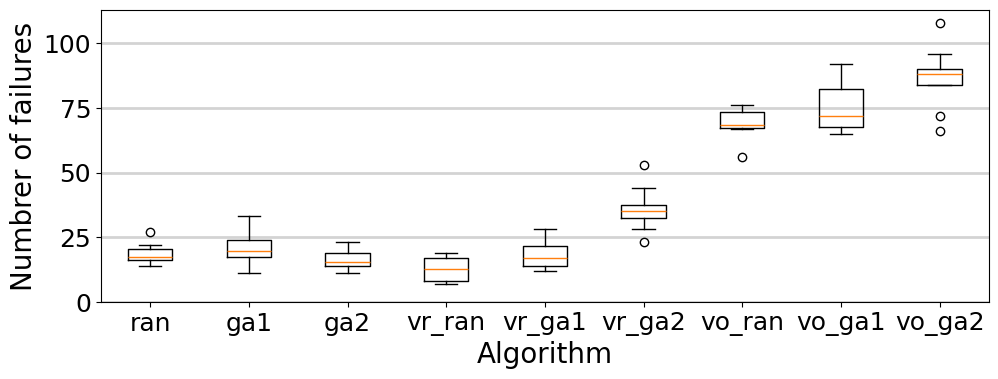 Numbrer of failures
100
75
50
25
0
ran ga1 ga2 vr_ran vr_ga1 vr_ga2 vo_ran vo_ga1 vo_ga2
Algorithm